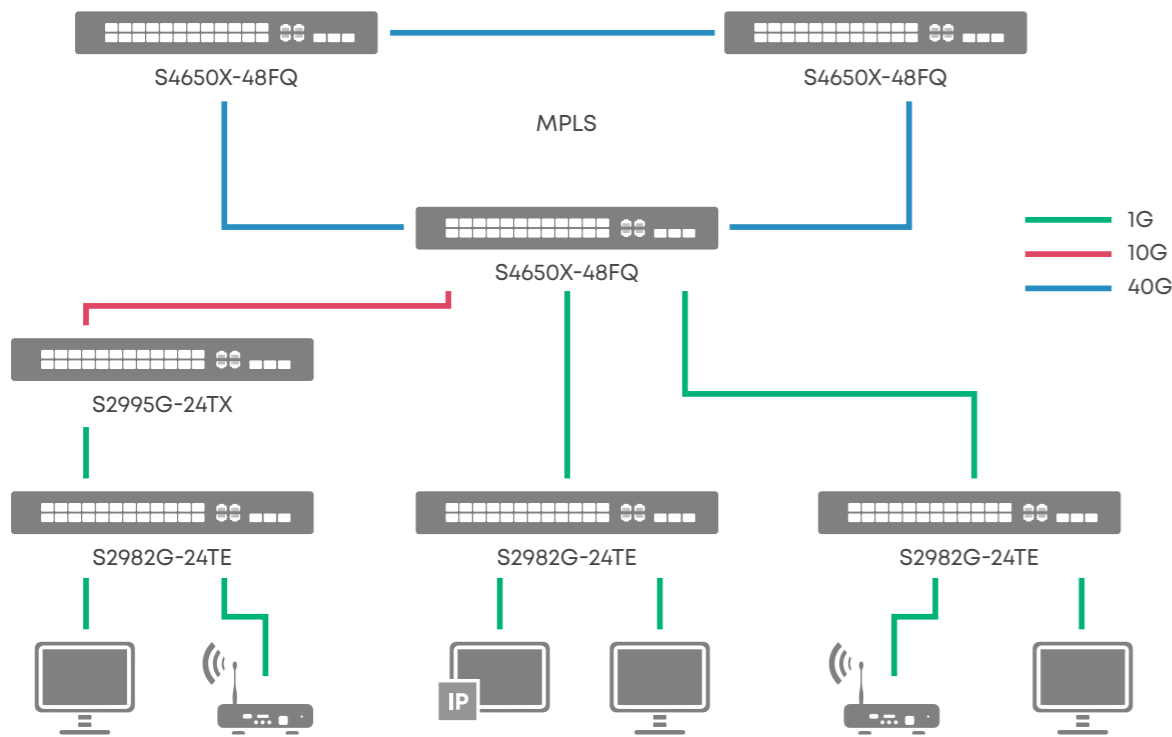 S4650X-48FQ
S4650X-48FQ
MPLS
S4650X-48FQ
1G
10G
40G
S2995G-24TX
S2982G-24TE
S2982G-24TE
S2982G-24TE
IP